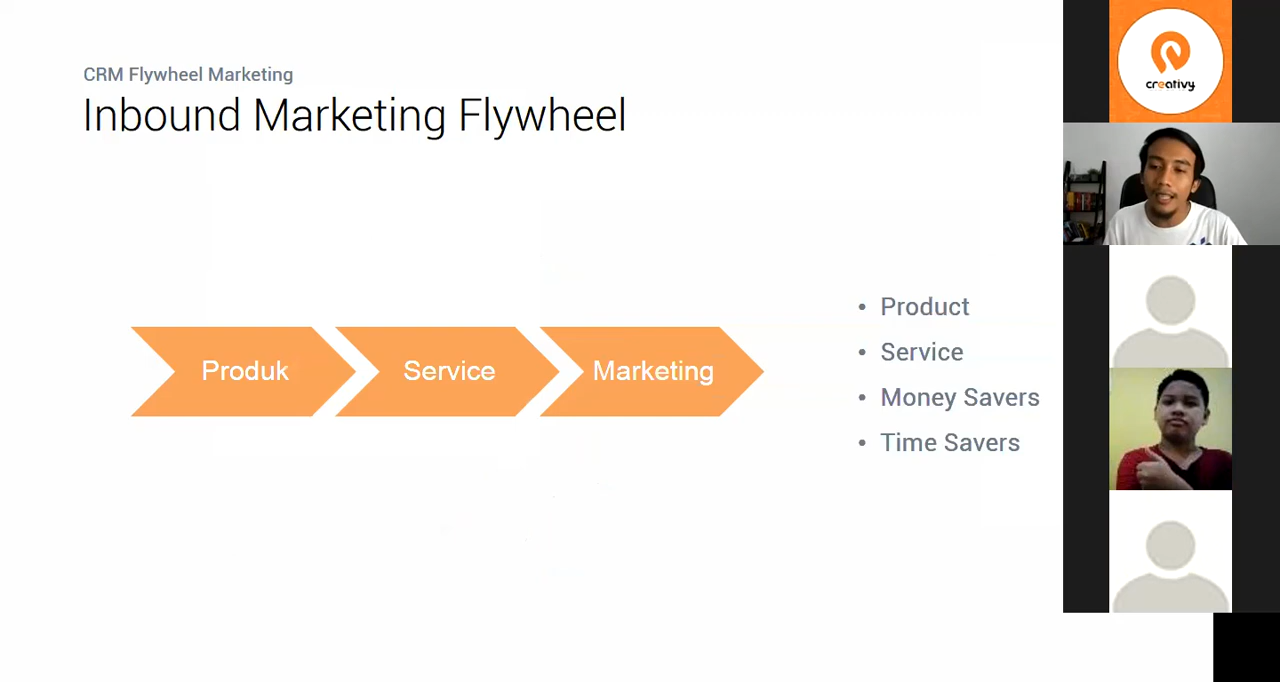 CRM Flywheel Marketing
Inbound Marketing Flywheel
Produk
Service
Marketing
• Product
• Service
• Money Savers
• Time Savers
creativy